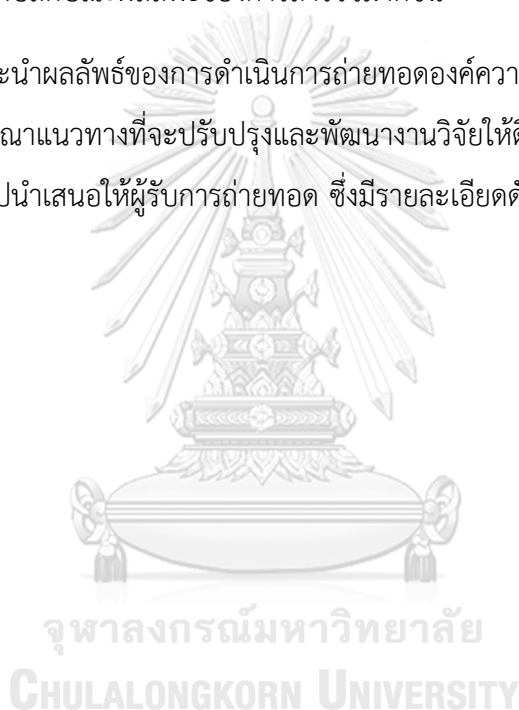 ะนำผลลัพธ์ของการดำเนินการถ่ายทอดองค์ควา
ณาแนวทางที่จะปรับปรุงและพัฒนางานวิจัยให้ดี
ปนำเสนอให้ผู้รับการถ่ายทอด ซึ่งมีรายละเอียดดั
จุฬาลงกรณ์มหาวิทยาลัย
CHULALONGKORN UNIVERSITY